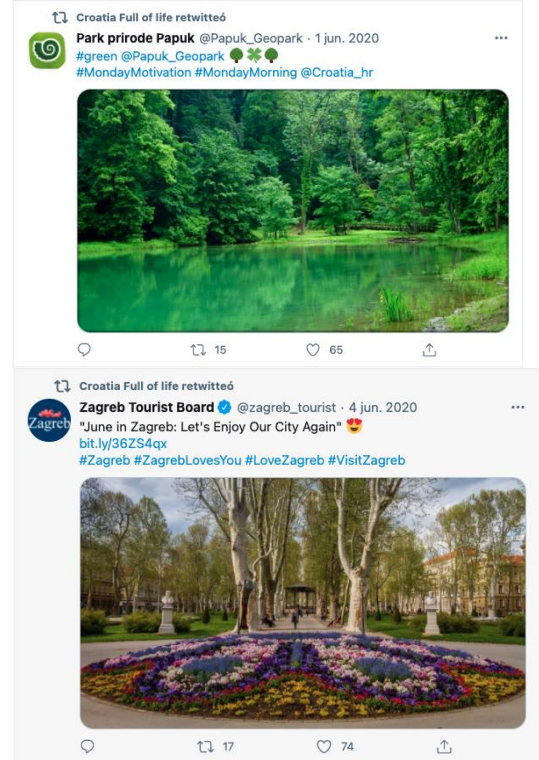 Croatia Full of life retwitteó
Park prirode Papuk @Papuk_Geopark · 1 jun. 2020
#green @Papuk_Geopark 🌳🍀🌳
#MondayMotivation #MondayMorning @Croatia_hr
15 65
Croatia Full of life retwitteó
Zagreb
Zagreb Tourist Board @zagreb_tourist · 4 jun. 2020
"June in Zagreb: Let's Enjoy Our City Again" 😍
bit.ly/36ZS4qx
#Zagreb #ZagrebLovesYou #LoveZagreb #VisitZagreb
17 74